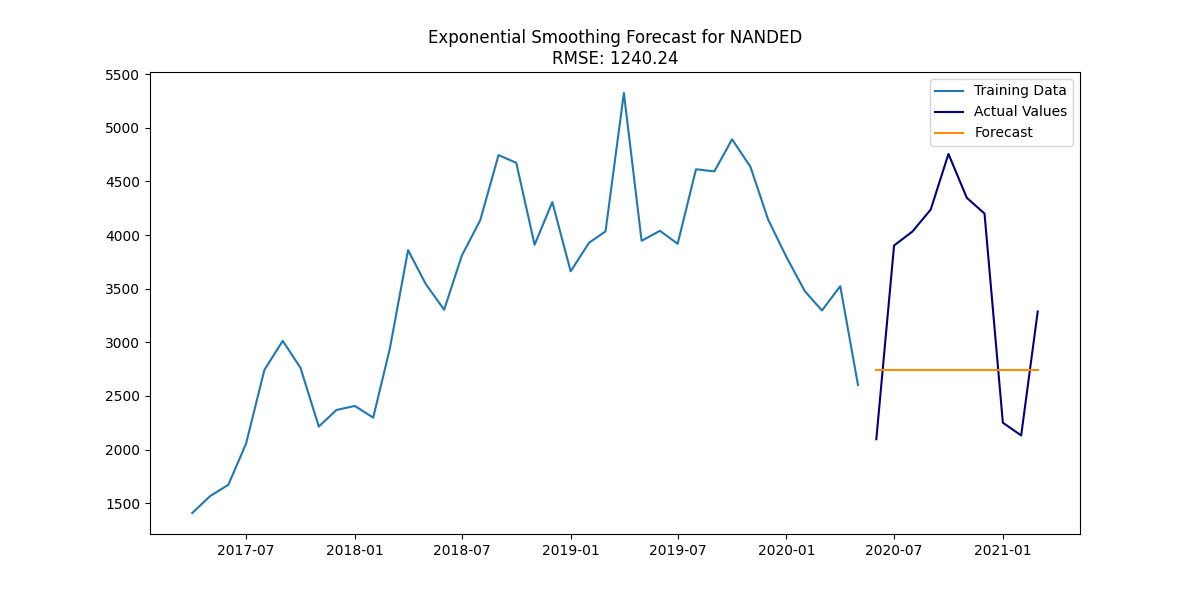 Exponential Smoothing Forecast for NANDED
RMSE: 1240.24
5500
5000
4500
4000
3500
3000
2500
2000
1500
Training Data
Actual Values
Forecast
2017-07 2018-01 2018-07 2019-01 2019-07 2020-01 2020-07 2021-01